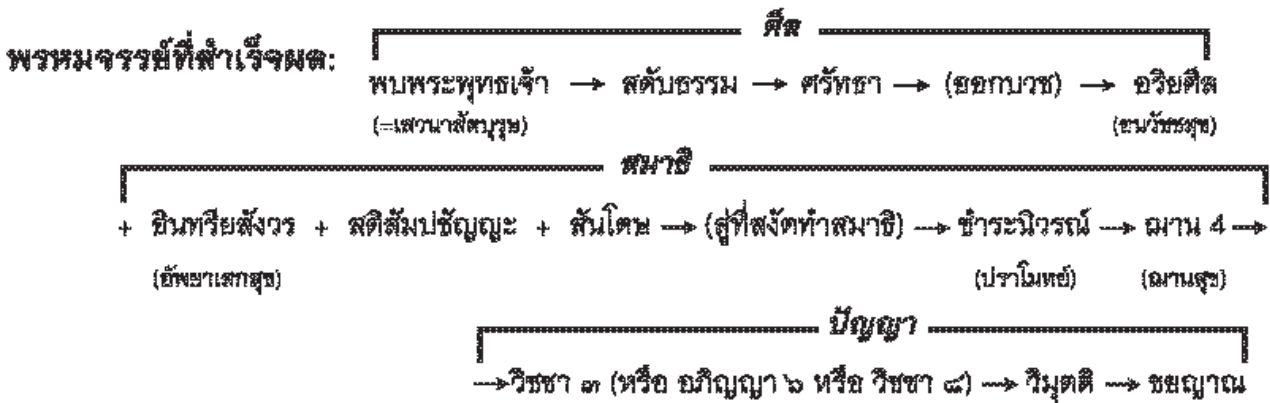 ศีล
พรหมจรรย์ที่สำเร็จผล:
พบพระพุทธเจ้า → สดับธรรม → ศรัทธา → (ออกบวช) → อริยศีล
(=เสวนาสัตบุรุษ) (อนวัชชสุข)
สมาธิ
+ อินทรียสังวร + สติสัมปชัญญะ + สันโดษ → (สู่ที่สงัดทำสมาธิ) → ชำระนิวรณ์ → ฌาน 4 →
(อัพยาเสกสุข) (ปราโมทย์) (ฌานสุข)
ปัญญา
→วิชชา ๓ (หรือ อภิญญา ๖ หรือ วิชชา ๘) → วิมุตติ → ขยญาณ